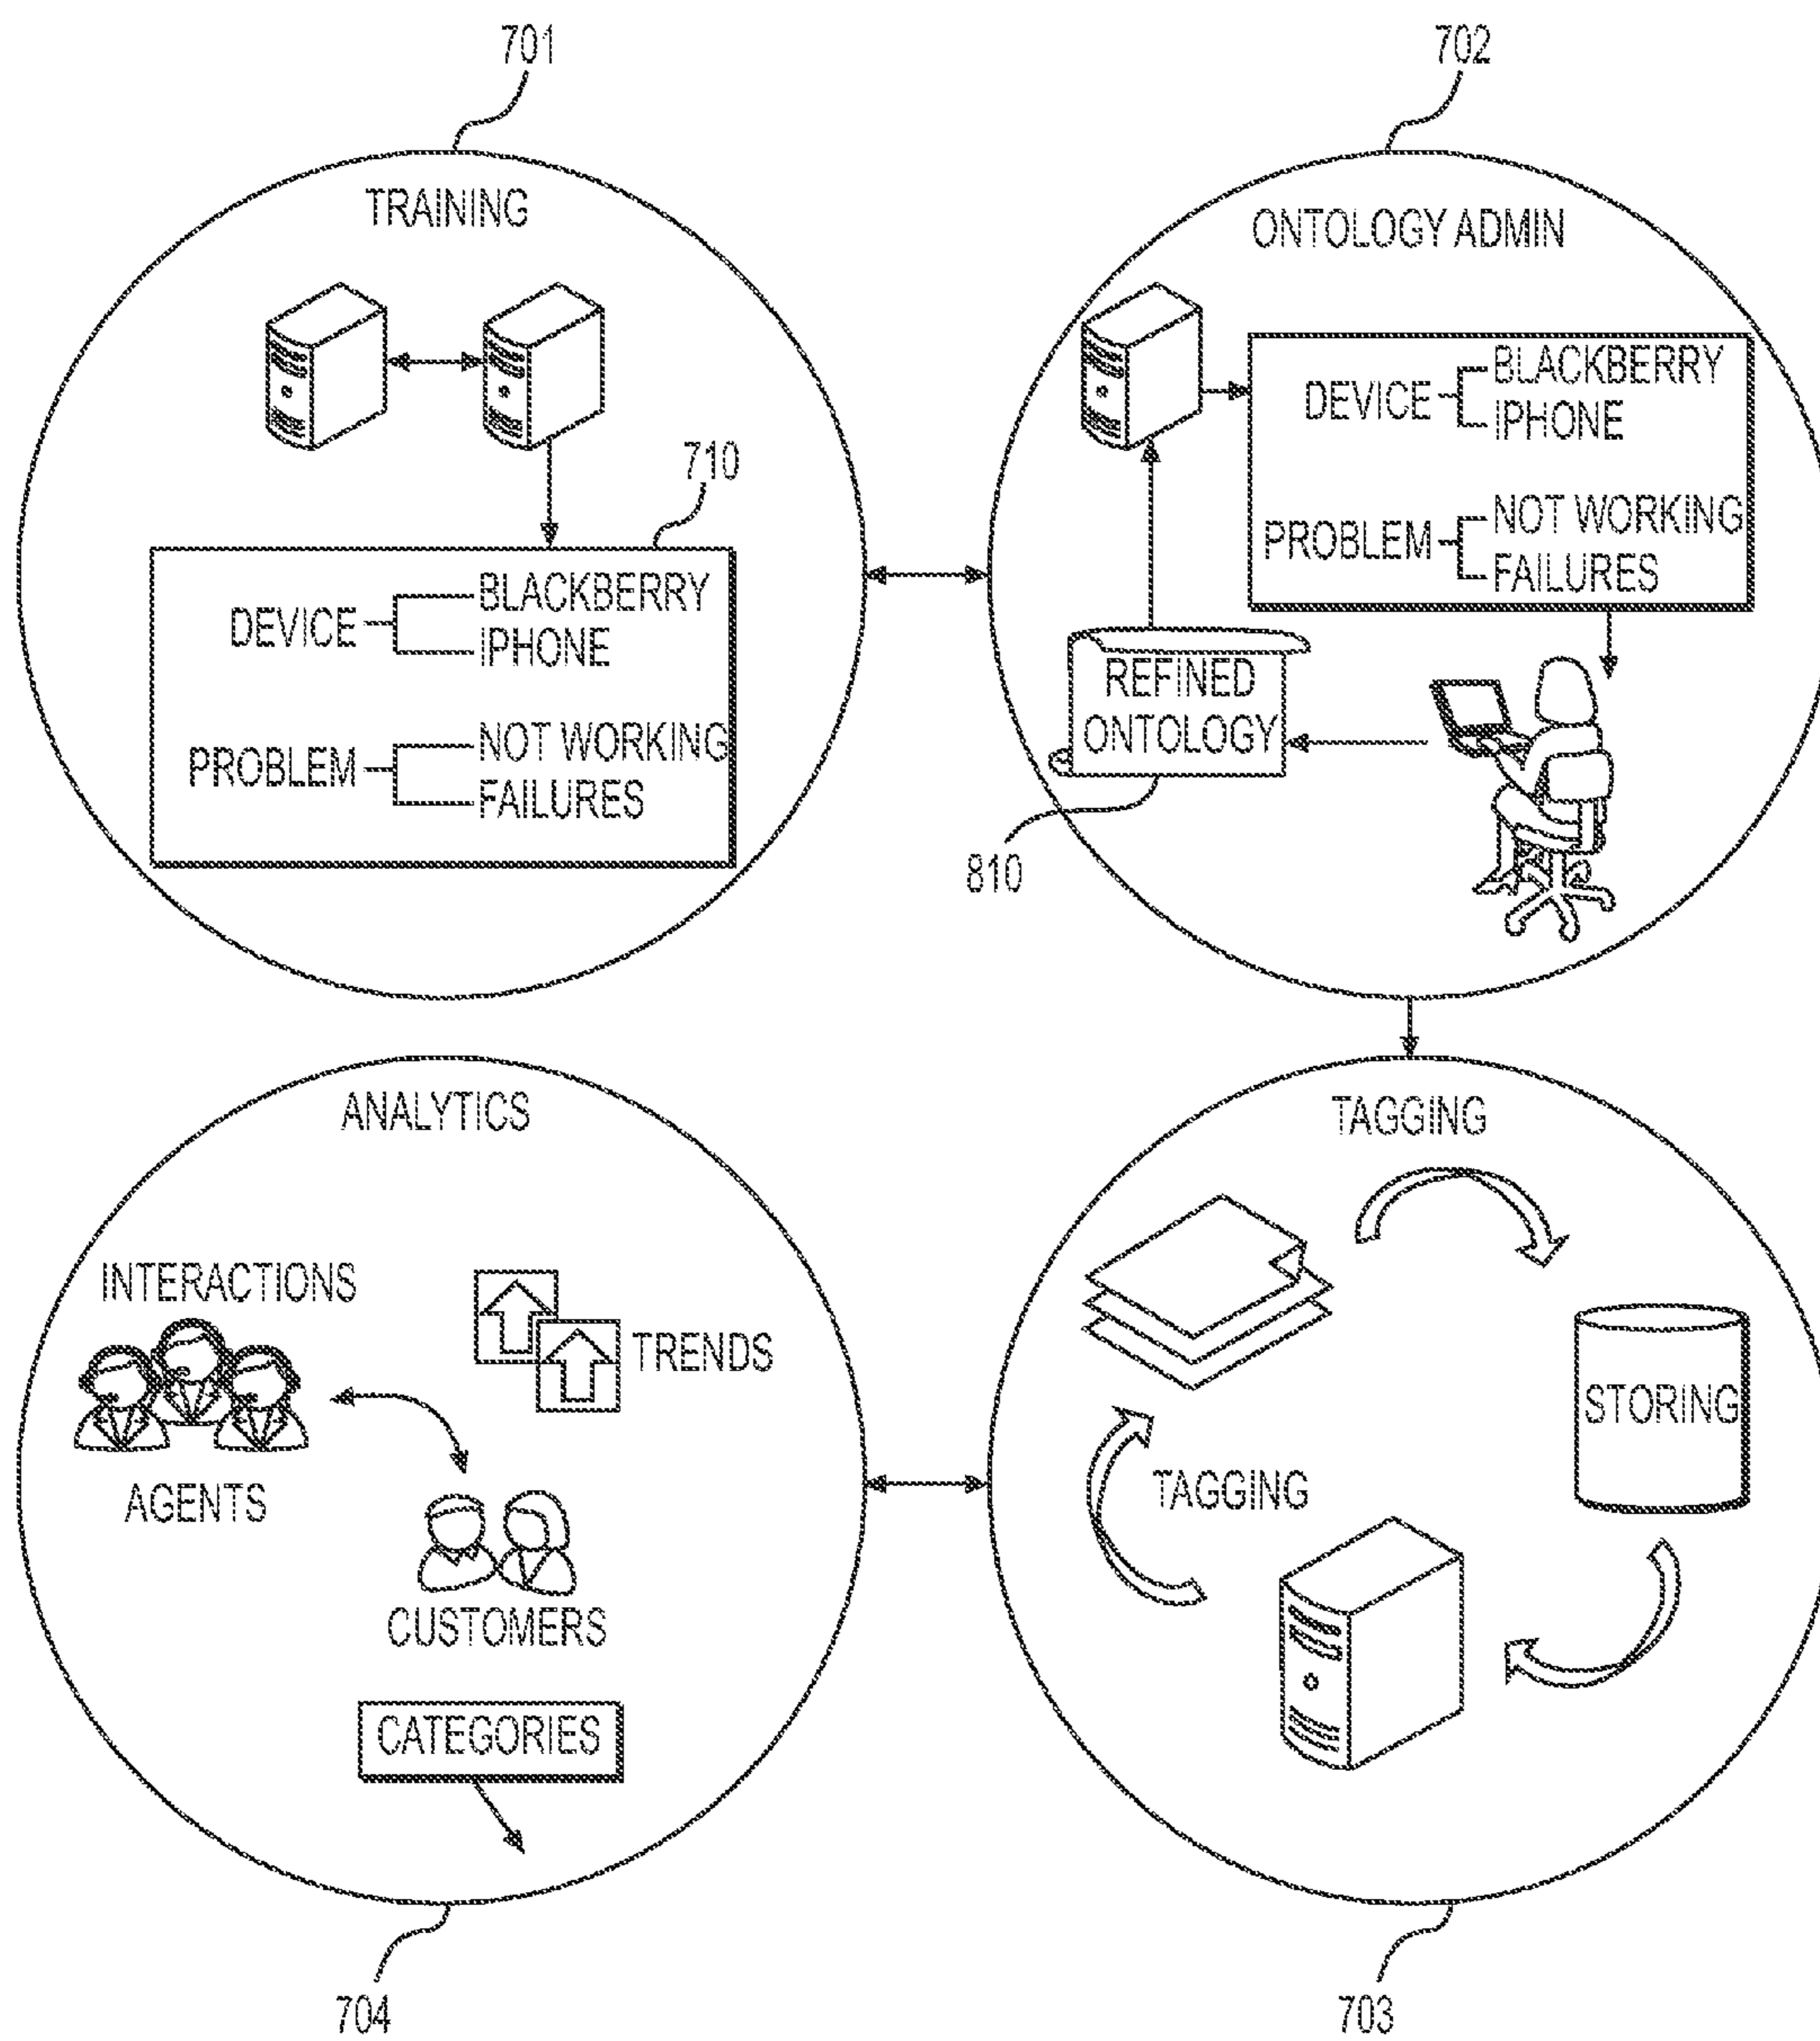 701
702
TRAINING
710
DEVICE
BLACKBERRY
IPHONE
PROBLEM
NOT WORKING
FAILURES
ONTOLOGY ADMIN
DEVICE
BLACKBERRY
IPHONE
PROBLEM
NOT WORKING
FAILURES
REFINED
ONTOLOGY
810
ANALYTICS
INTERACTIONS
TRENDS
AGENTS
CUSTOMERS
CATEGORIES
TAGGING
STORING
TAGGING
704
703